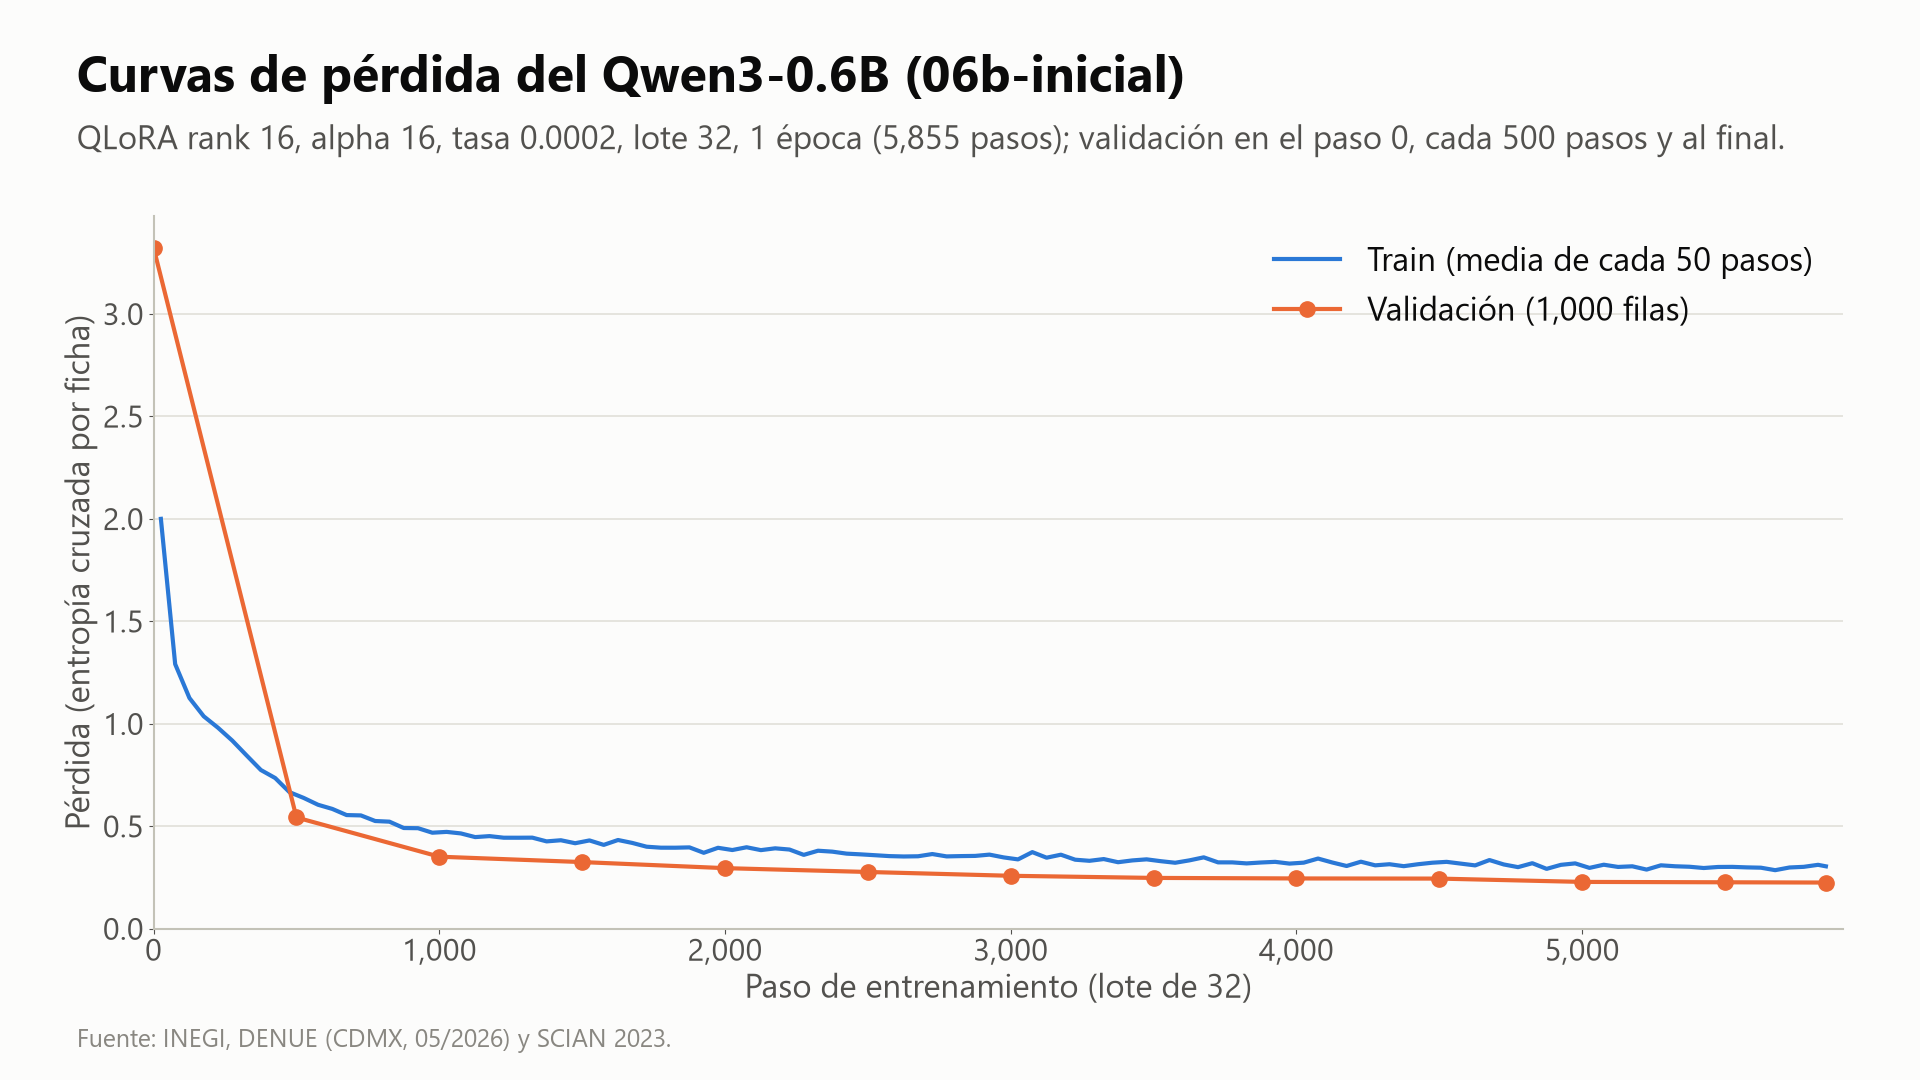 Curvas de pérdida del Qwen3-0.6B (06b-inicial)
QLoRA rank 16, alpha 16, tasa 0.0002, lote 32, 1 época (5,855 pasos); validación en el paso 0, cada 500 pasos y al final.
Train (media de cada 50 pasos)
Validación (1,000 filas)
Pérdida (entropía cruzada por ficha)
3.0
2.5
2.0
1.5
1.0
0.5
0.0
0
1,000
2,000
3,000
4,000
5,000
Paso de entrenamiento (lote de 32)
Fuente: INEGI, DENUE (CDMX, 05/2026) y SCIAN 2023.